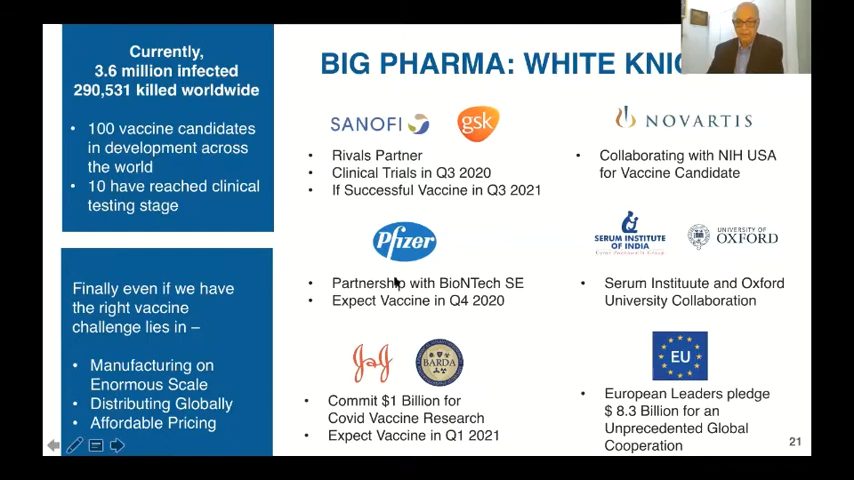 Currently,
3.6 million infected
290,531 killed worldwide
• 100 vaccine candidates
in development across
the world
• 10 have reached clinical
testing stage
Finally even if we have
the right vaccine
challenge lies in –
• Manufacturing on
Enormous Scale
• Distributing Globally
• Affordable Pricing
BIG PHARMA: WHITE KNI
SANOFI
gsk
• Rivals Partner
• Clinical Trials in Q3 2020
• If Successful Vaccine in Q3 2021
NOVARTIS
• Collaborating with NIH USA
for Vaccine Candidate
Pfizer
• Partnership with BioNTech SE
• Expect Vaccine in Q4 2020
SERUM INSTITUTE
OF INDIA
UNIVERSITY OF
OXFORD
• Serum Instituute and Oxford
University Collaboration
J&J
BARDA
• Commit $1 Billion for
Covid Vaccine Research
• Expect Vaccine in Q1 2021
EU
• European Leaders pledge
$ 8.3 Billion for an
Unprecedented Global
Cooperation
21